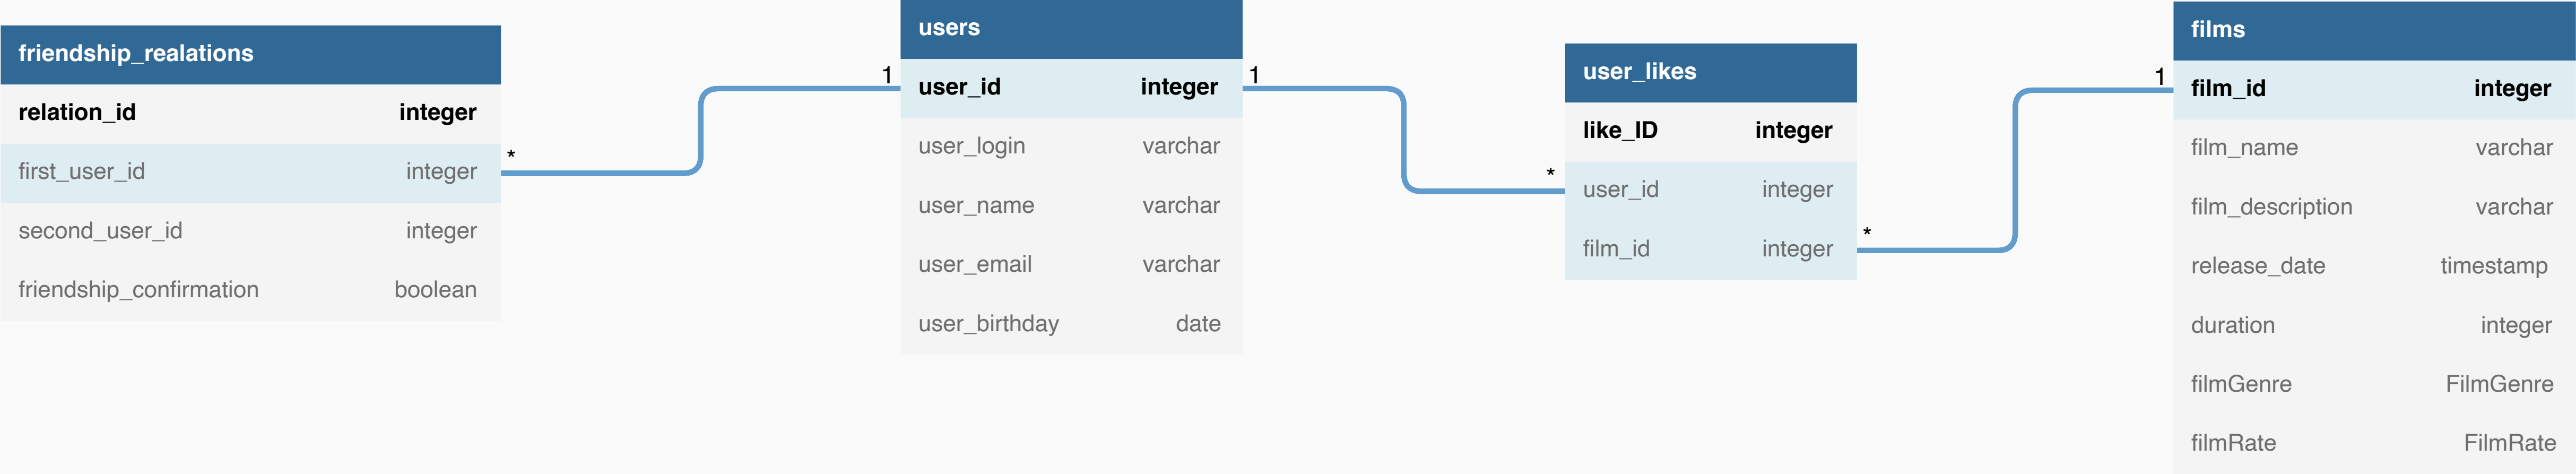 friendship_realations
relation_id integer
first_user_id integer
second_user_id integer
friendship_confirmation boolean
*
1
users
user_id integer
user_login varchar
user_name varchar
user_email varchar
user_birthday date
1
*
user_likes
like_ID integer
user_id integer
film_id integer
*
1
films
film_id integer
film_name varchar
film_description varchar
release_date timestamp
duration integer
filmGenre FilmGenre
filmRate FilmRate